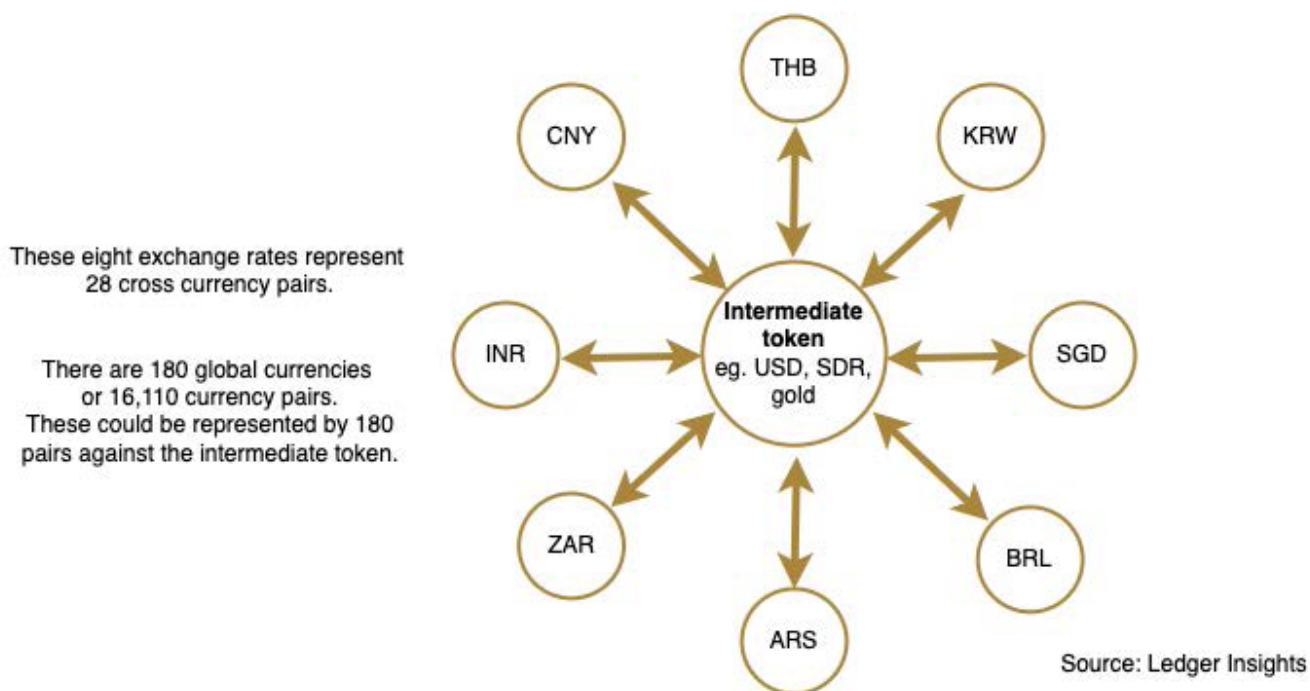 THB
CNY
KRW
These eight exchange rates represent
28 cross currency pairs.
Intermediate
token
eg. USD, SDR,
gold
INR
SGD
There are 180 global currencies
or 16,110 currency pairs.
These could be represented by 180
pairs against the intermediate token.
ZAR
BRL
ARS
Source: Ledger Insights